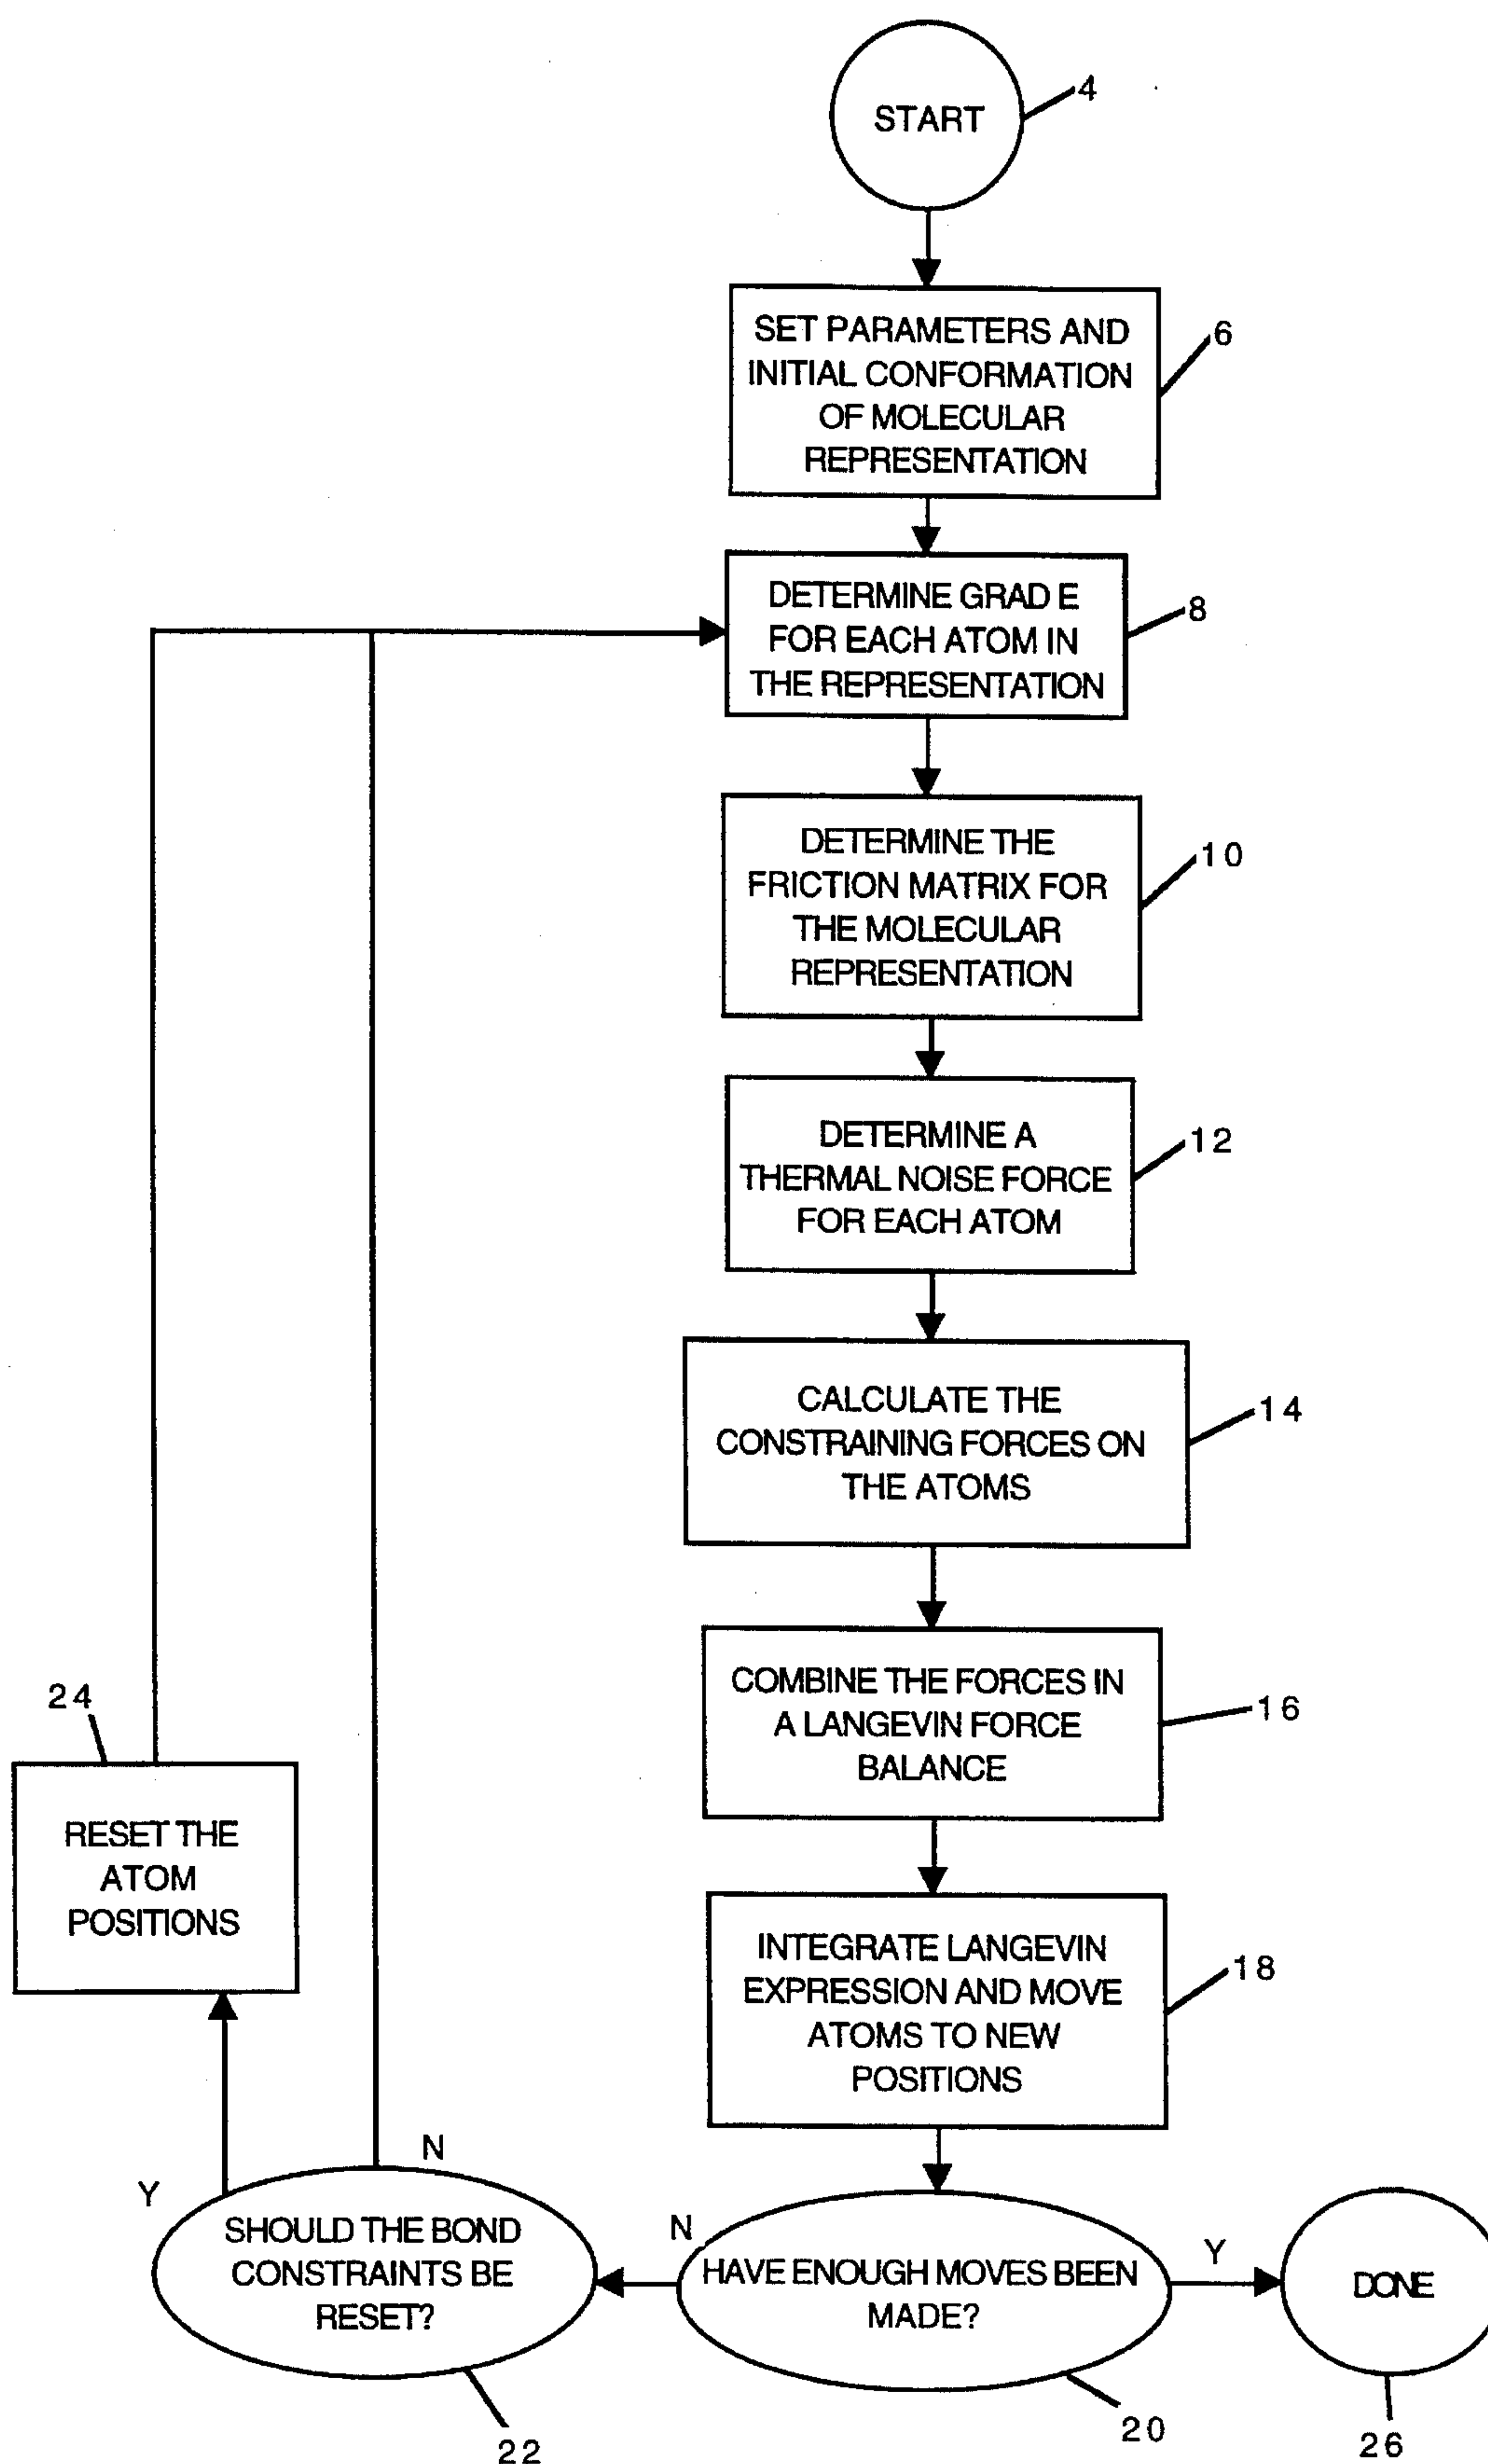 START
4
SET PARAMETERS AND
INITIAL CONFORMATION
OF MOLECULAR
REPRESENTATION
6
DETERMINE GRAD E
FOR EACH ATOM IN
THE REPRESENTATION
8
DETERMINE THE
FRICTION MATRIX FOR
THE MOLECULAR
REPRESENTATION
10
DETERMINE A
THERMAL NOISE FORCE
FOR EACH ATOM
12
CALCULATE THE
CONSTRAINING FORCES ON
THE ATOMS
14
COMBINE THE FORCES IN
A LANGEVIN FORCE
BALANCE
16
24
RESET THE
ATOM
POSITIONS
INTEGRATE LANGEVIN
EXPRESSION AND MOVE
ATOMS TO NEW
POSITIONS
18
Y
N
SHOULD THE BOND
CONSTRAINTS BE
RESET?
22
N
HAVE ENOUGH MOVES BEEN
MADE?
20
Y
DONE
26